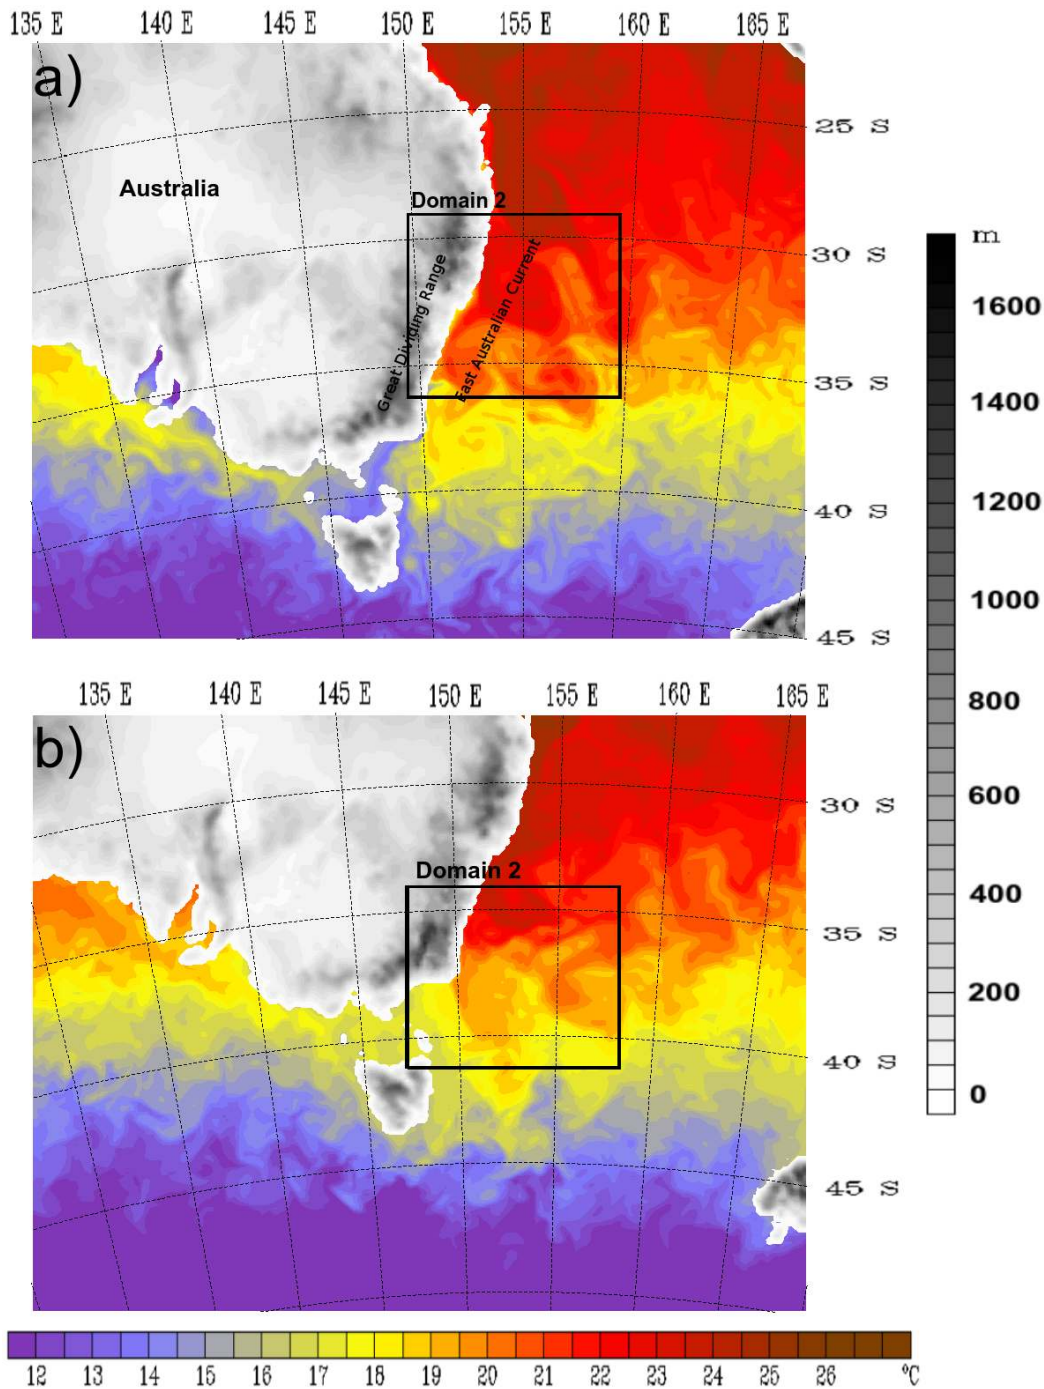 135 E 140 E 145 E 150 E 155 E 160 E 165 E
a)
25 S
Australia
Domain 2
30 S
m
Great Dividing Range
East Australian Current
1600
35 S
1400
1200
40 S
1000
45 S
135 E 140 E 145 E 150 E 155 E 160 E 165 E
800
b)
30 S
600
Domain 2
400
35 S
200
40 S
0
45 S
12 13 14 15 16 17 18 19 20 21 22 23 24 25 26 °C